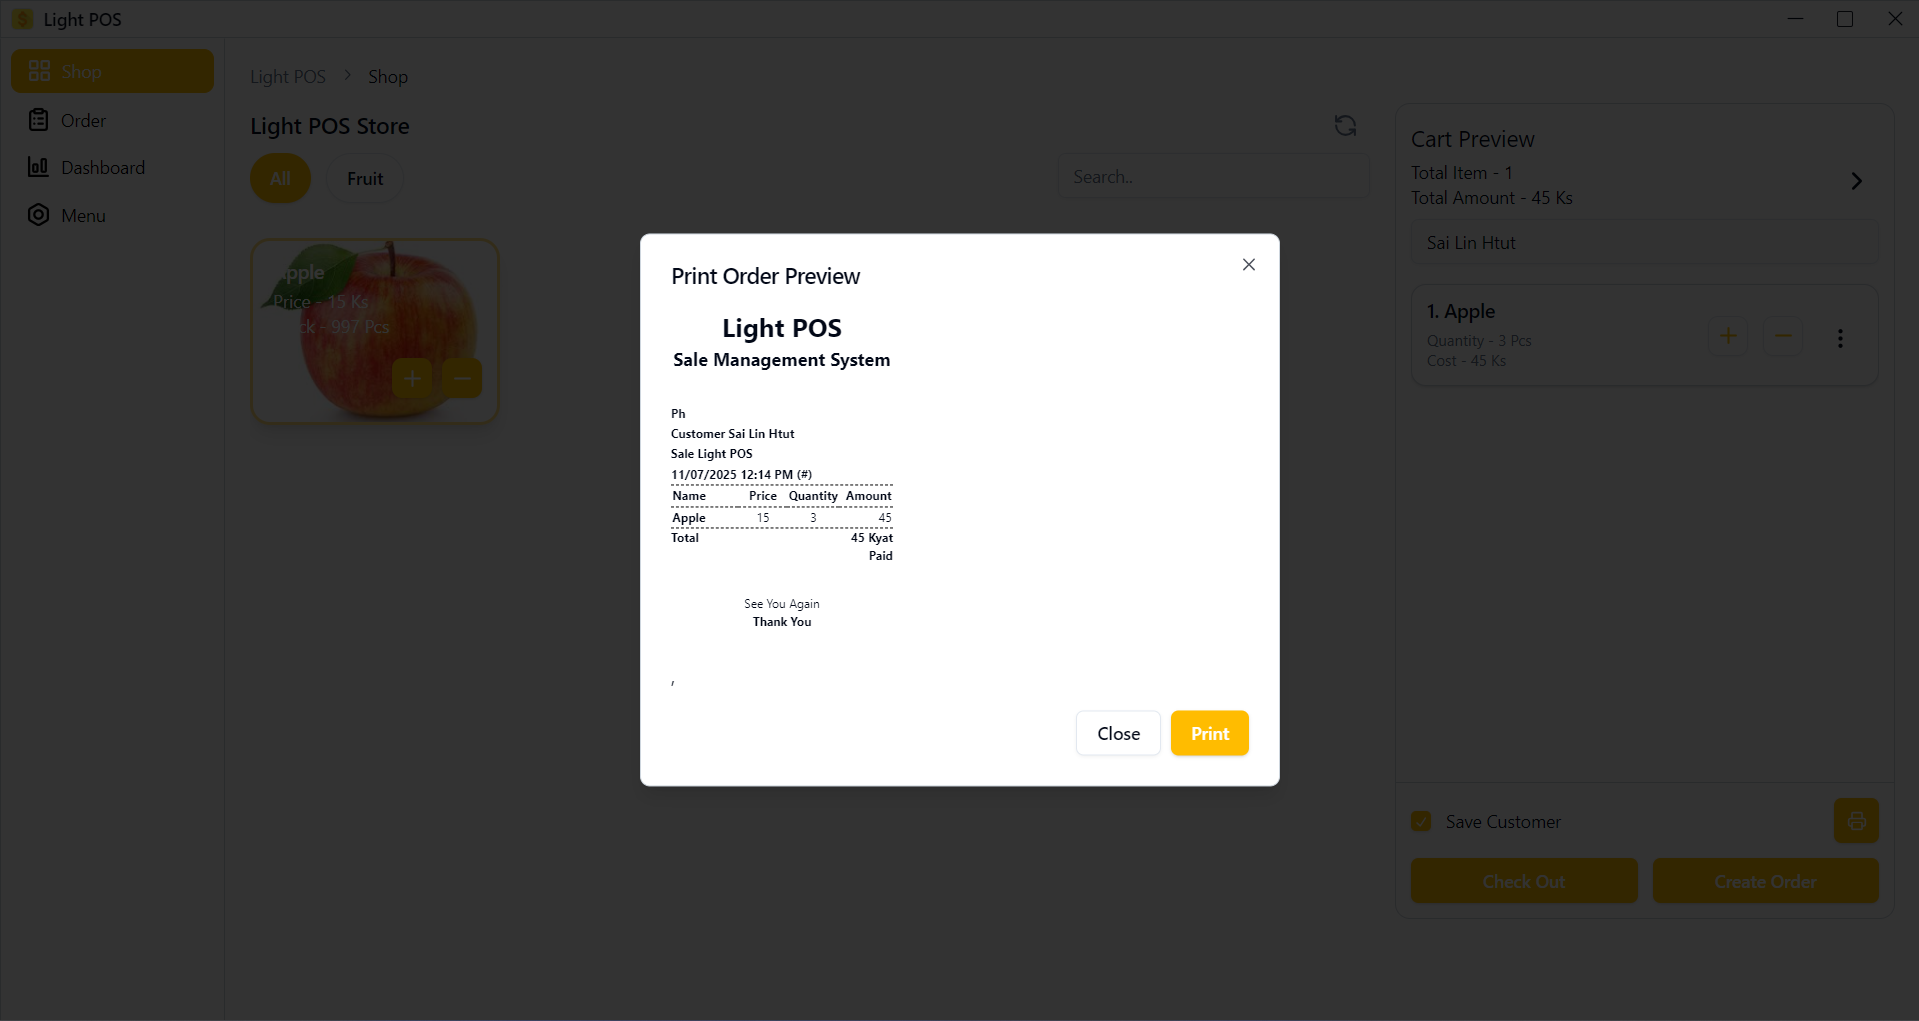 Light POS
Shop
Order
Dashboard
Menu
Light POS > Shop
Light POS Store
All
Fruit
Search..
Apple
Price - 15 Ks
997 Pcs
Cart Preview
Total Item - 1
Total Amount - 45 Ks
Sai Lin Htut
1. Apple
Quantity - 3 Pcs
Cost - 45 Ks
Save Customer
Check Out
Create Order
Print Order Preview
Light POS
Sale Management System
Ph
Customer Sai Lin Htut
Sale Light POS
11/07/2025 12:14 PM (#)
Name Price Quantity Amount
Apple 15 3 45
Total 45 Kyat
Paid
See You Again
Thank You
,
Close
Print